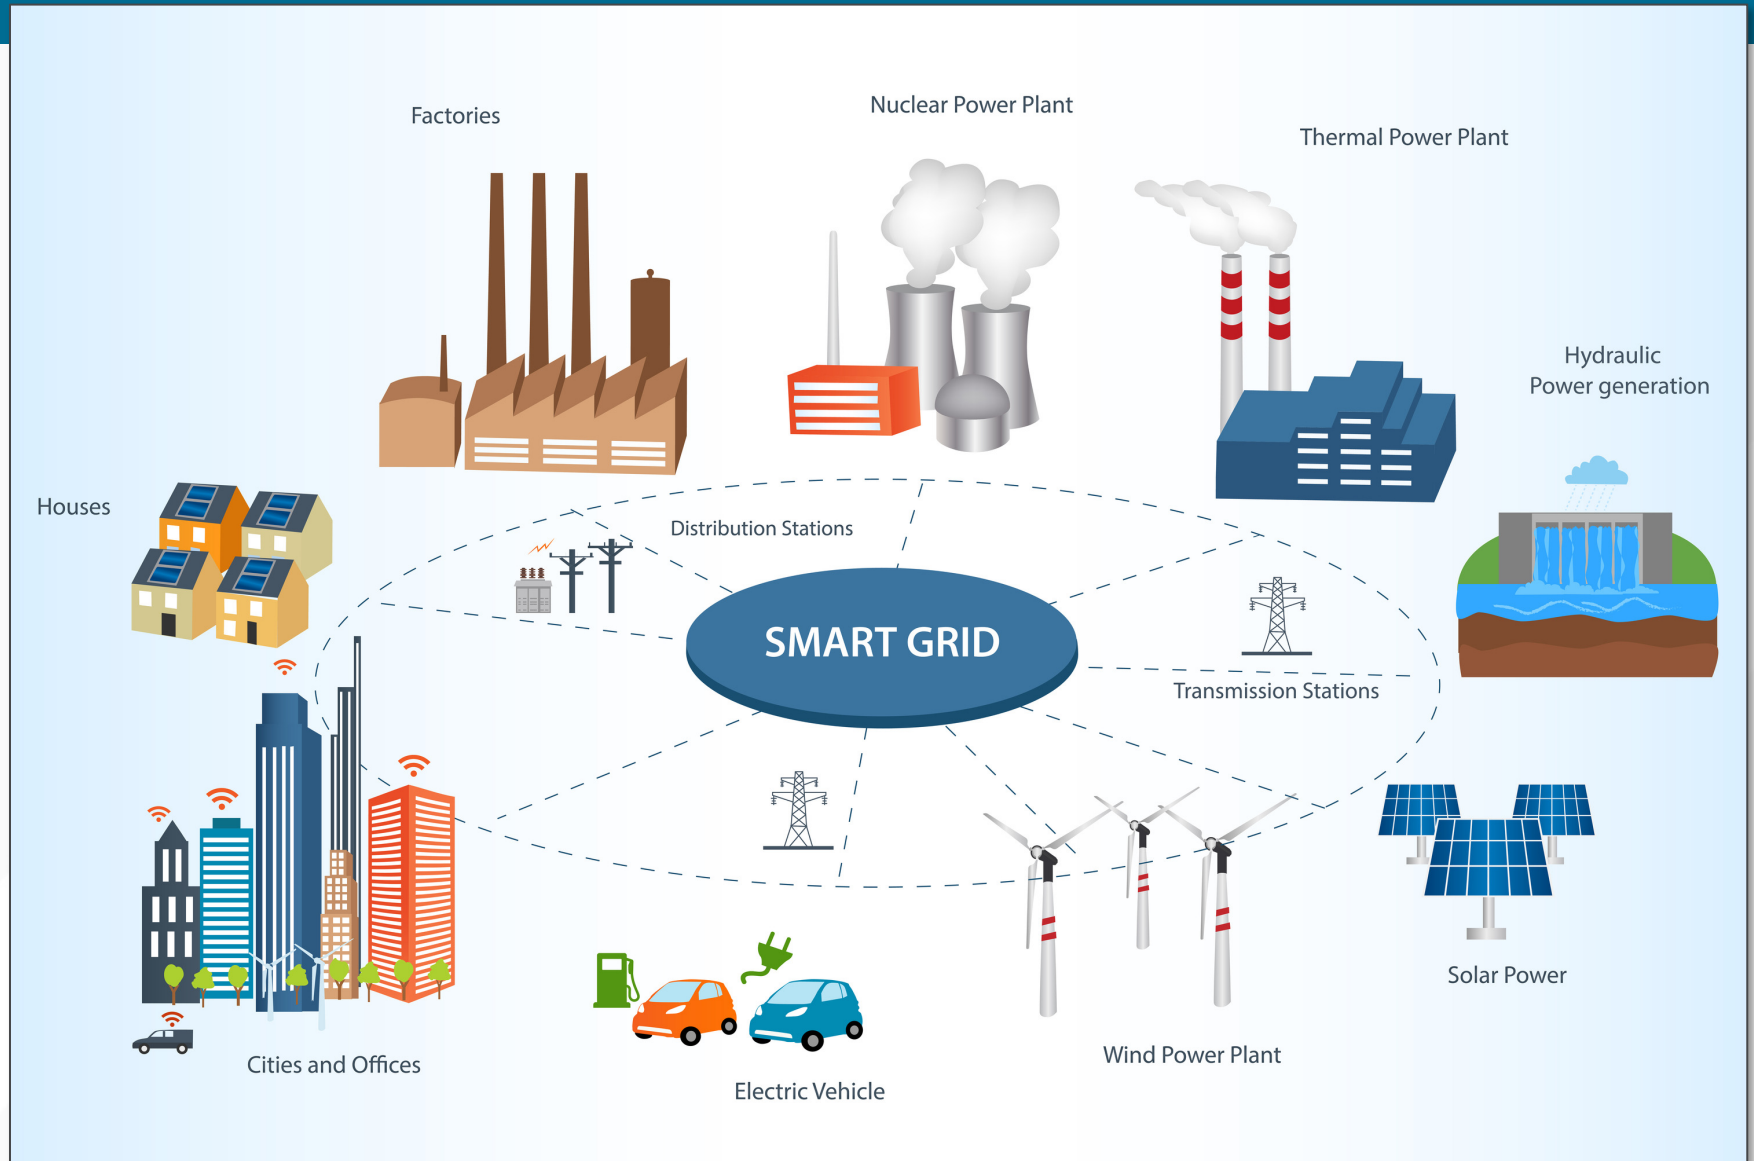 Nuclear Power Plant
Factories
Thermal Power Plant
Hydraulic
Power generation
Houses
Distribution Stations
SMART GRID
Transmission Stations
Solar Power
Wind Power Plant
Cities and Offices
Electric Vehicle